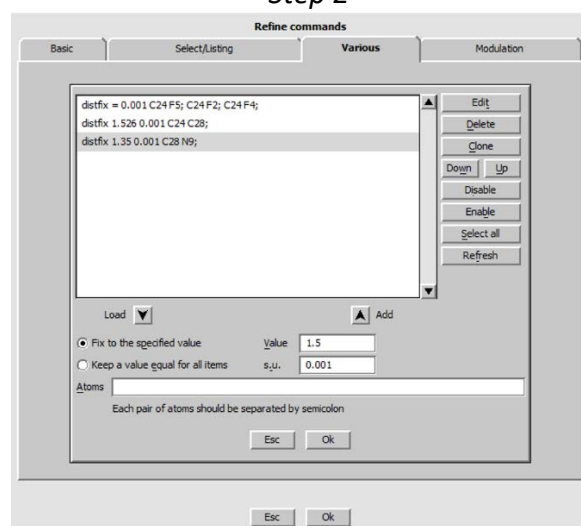 Step 2
Refine commands
Basic Select/Listing Various Modulation
distfix = 0.001 C24 F5; C24 F2; C24 F4;
distfix 1.526 0.001 C24 C28;
distfix 1.35 0.001 C28 N9;
Edit
Delete
Clone
Down Up
Disable
Enable
Select all
Refresh
Load Add
Fix to the specified value Value 1.5
Keep a value equal for all items s.u. 0.001
Atoms
Each pair of atoms should be separated by semicolon
Esc Ok
Esc Ok